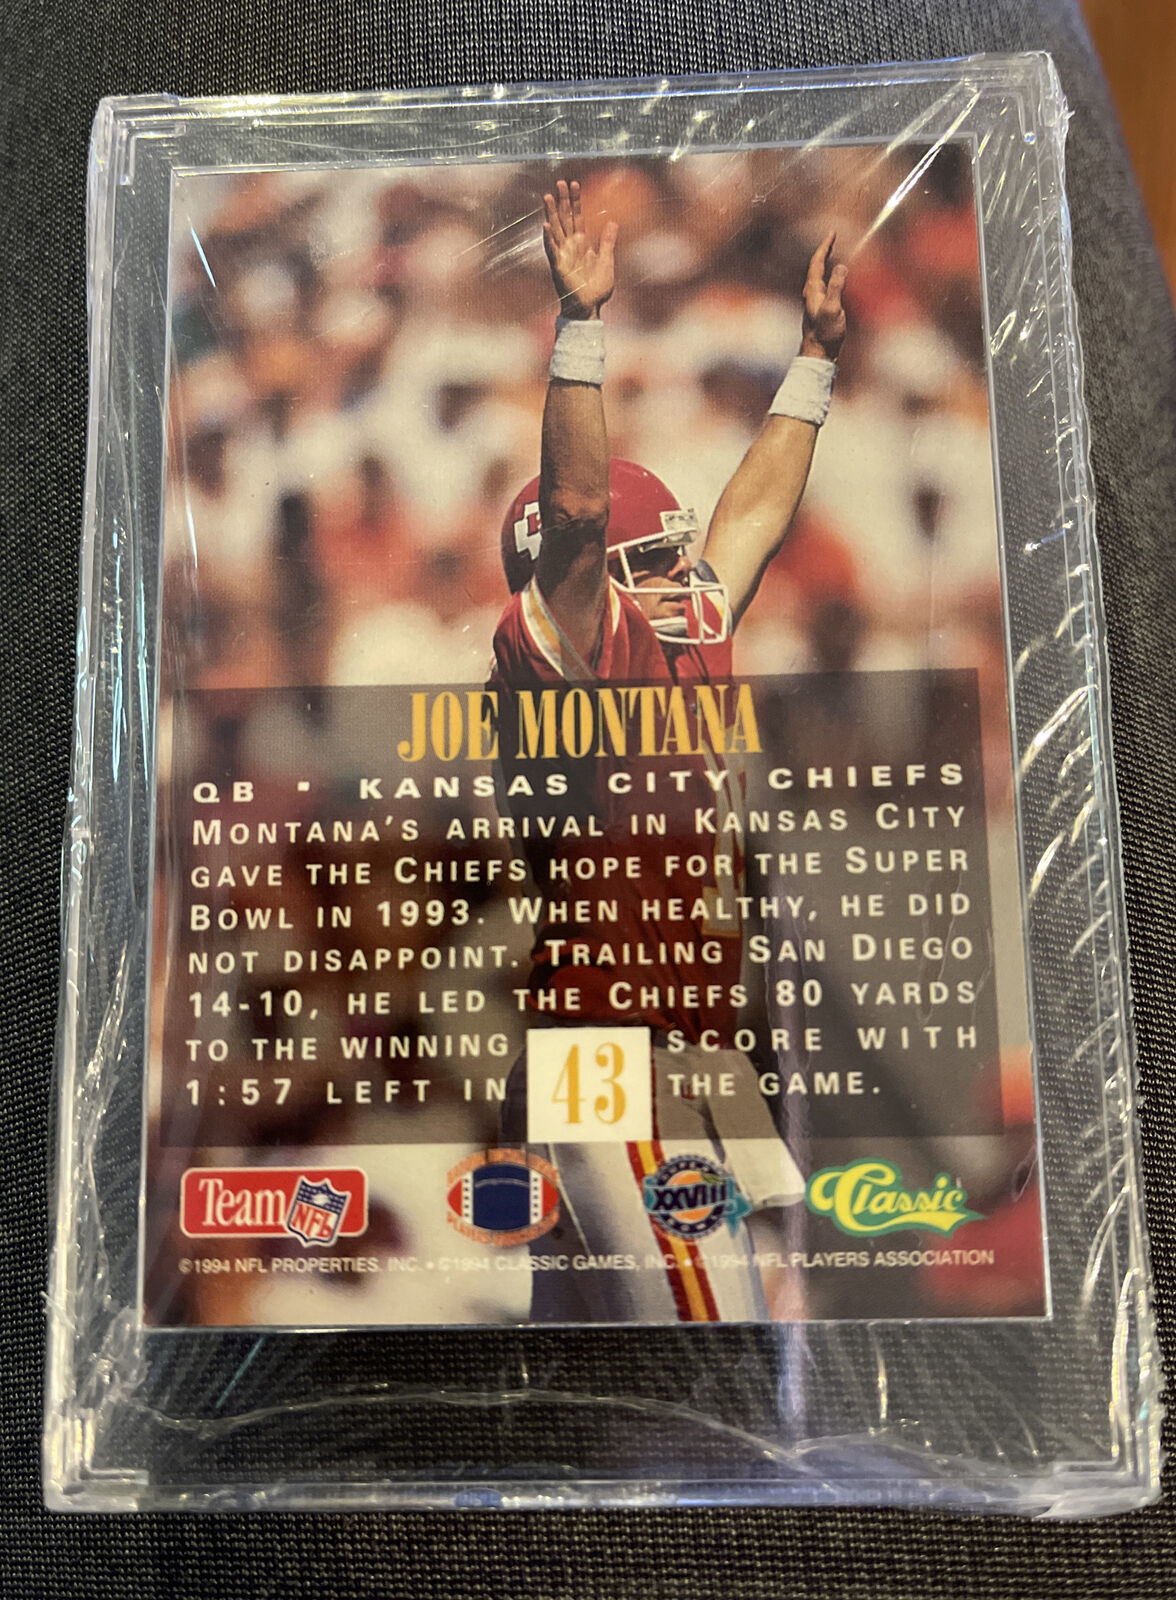 JOE MONTANA
QB ▪ KANSAS CITY CHIEFS
MONTANA'S ARRIVAL IN KANSAS CITY
GAVE THE CHIEFS HOPE FOR THE SUPER
BOWL IN 1993. WHEN HEALTHY, HE DID
NOT DISAPPOINT. TRAILING SAN DIEGO
14-10, HE LED THE CHIEFS 80 YARDS
TO THE WINNING SCORE WITH
1:57 LEFT IN THE GAME.
43
Team NFL
XXVIII
Classic
©1994 NFL PROPERTIES, INC. • ©1994 CLASSIC GAMES, INC. • ©1994 NFL PLAYERS ASSOCIATION